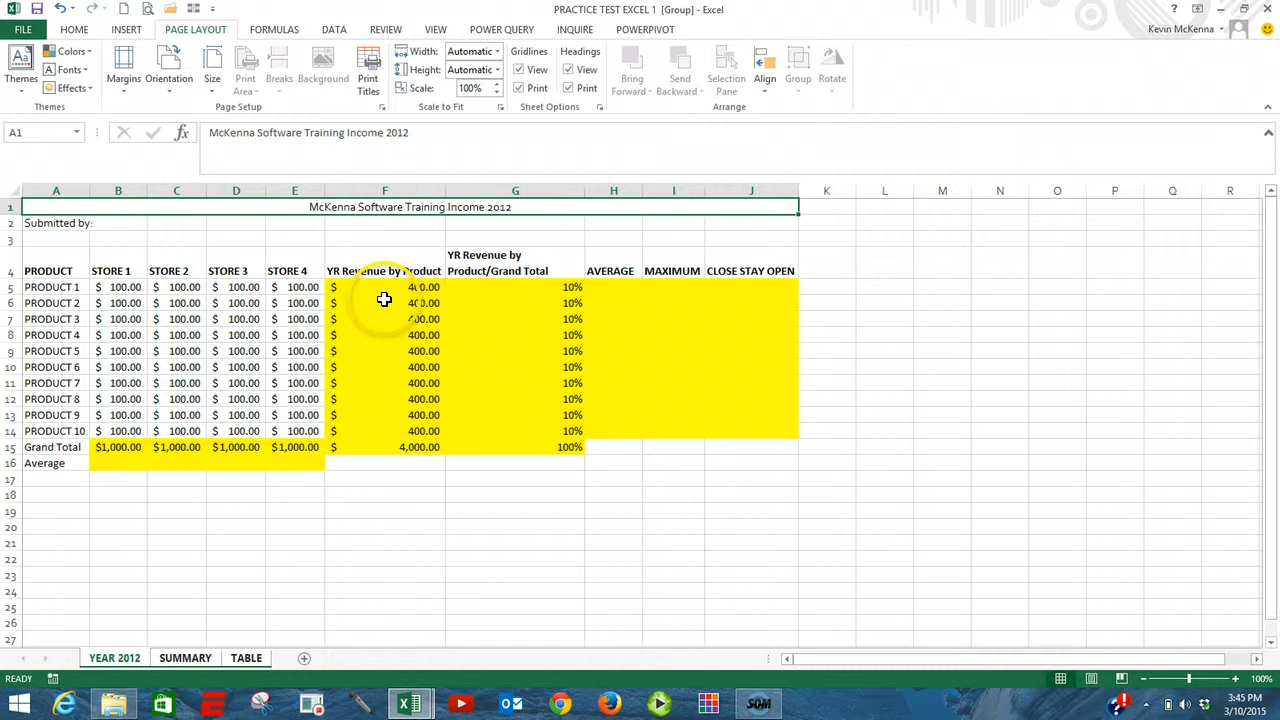 PRACTICE TEST EXCEL 1 [Group] - Excel
FILE HOME INSERT PAGE LAYOUT FORMULAS DATA REVIEW VIEW POWER QUERY INQUIRE POWERPIVOT Kevin McKenna
Themes Colors Fonts Effects Margins Orientation Size Print Area Breaks Background Print Titles Width: Automatic Height: Automatic Scale: 100% Gridlines View Print Headings View Print Bring Forward Send Backward Selection Pane Align Group Rotate
Themes Page Setup Scale to Fit Sheet Options Arrange
A1 fx McKenna Software Training Income 2012
A B C D E F G H I J K L M N O P Q R
1 McKenna Software Training Income 2012
2 Submitted by:
3
4 PRODUCT STORE 1 STORE 2 STORE 3 STORE 4 YR Revenue by Product YR Revenue by Product/Grand Total AVERAGE MAXIMUM CLOSE STAY OPEN
5 PRODUCT 1 $ 100.00 $ 100.00 $ 100.00 $ 100.00 $ 400.00 10%
6 PRODUCT 2 $ 100.00 $ 100.00 $ 100.00 $ 100.00 $ 400.00 10%
7 PRODUCT 3 $ 100.00 $ 100.00 $ 100.00 $ 100.00 $ 400.00 10%
8 PRODUCT 4 $ 100.00 $ 100.00 $ 100.00 $ 100.00 $ 400.00 10%
9 PRODUCT 5 $ 100.00 $ 100.00 $ 100.00 $ 100.00 $ 400.00 10%
10 PRODUCT 6 $ 100.00 $ 100.00 $ 100.00 $ 100.00 $ 400.00 10%
11 PRODUCT 7 $ 100.00 $ 100.00 $ 100.00 $ 100.00 $ 400.00 10%
12 PRODUCT 8 $ 100.00 $ 100.00 $ 100.00 $ 100.00 $ 400.00 10%
13 PRODUCT 9 $ 100.00 $ 100.00 $ 100.00 $ 100.00 $ 400.00 10%
14 PRODUCT 10 $ 100.00 $ 100.00 $ 100.00 $ 100.00 $ 400.00 10%
15 Grand Total $1,000.00 $1,000.00 $1,000.00 $1,000.00 $ 4,000.00 100%
16 Average
17
18
19
20
21
22
23
24
25
26
27
YEAR 2012 SUMMARY TABLE
READY 100%
SOM
3:45 PM
3/10/2015